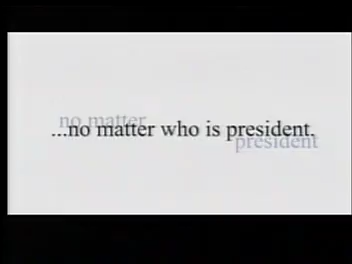 no matter
...no matter who is president.
president